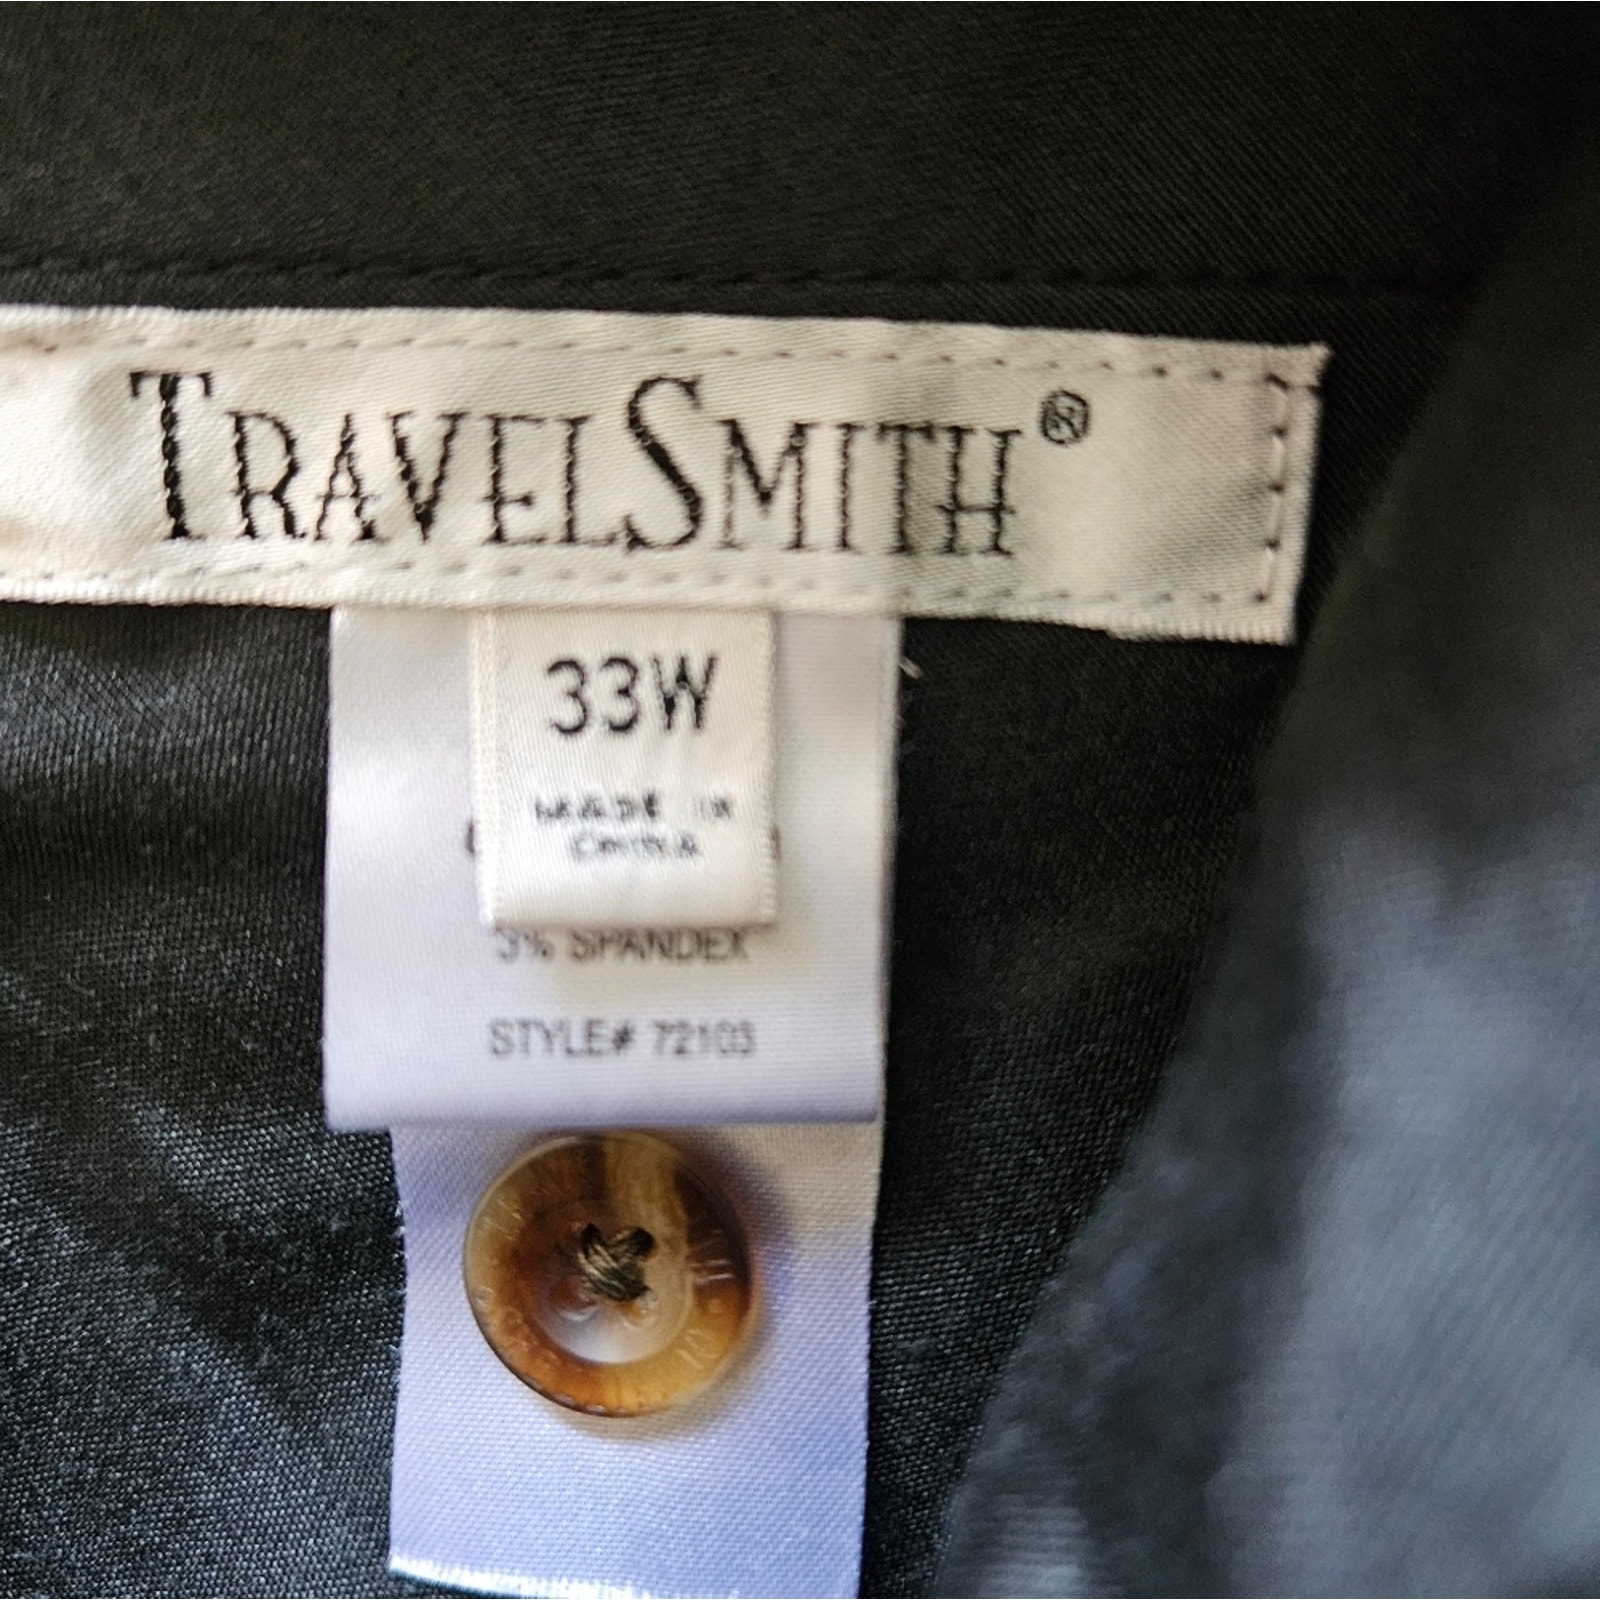 TRAVELSMITH®
33W
MADE IN
CHINA
3% SPANDEX
STYLE# 72103